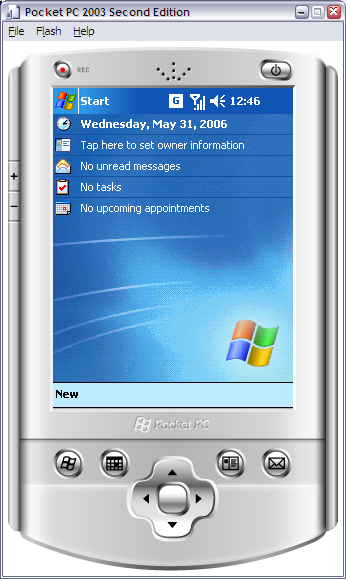 Pocket PC 2003 Second Edition
File Flash Help
REC
Start G 12:46
Wednesday, May 31, 2006
Tap here to set owner information
No unread messages
No tasks
No upcoming appointments
New
Pocket PC
+
–